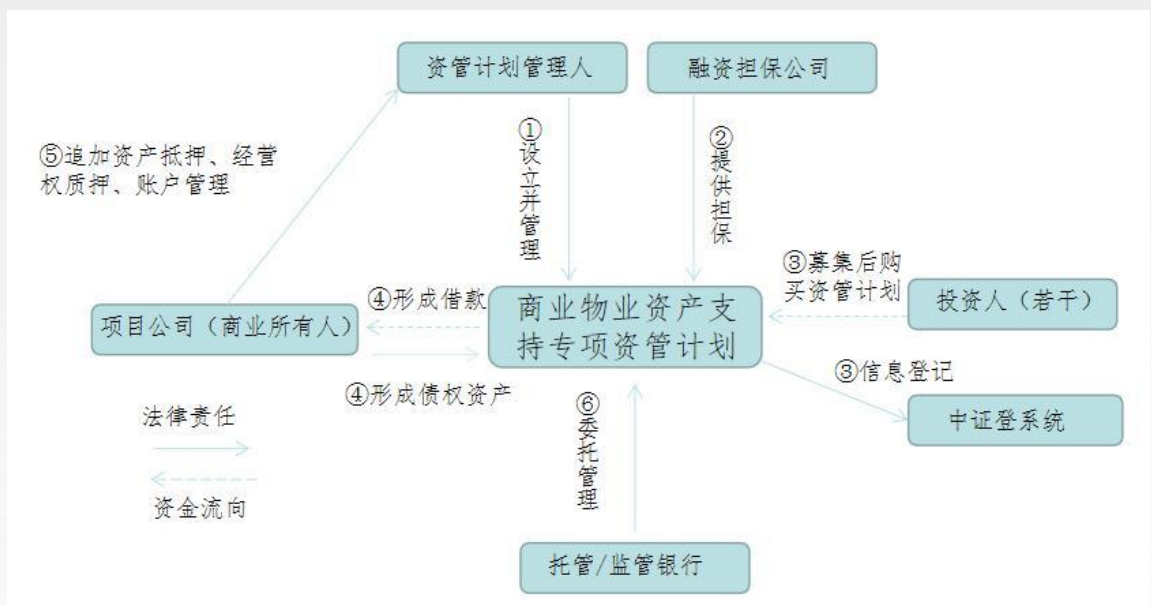 资管计划管理人
融资担保公司
⑤追加资产抵押、经营
权质押、账户管理
①设立并管理
②提供担保
③募集后购
买资管计划
④形成借款
项目公司（商业所有人）
商业物业资产支
持专项资管计划
投资人（若干）
④形成债权资产
③信息登记
中证登系统
法律责任
资金流向
⑥委托管理
托管/监管银行